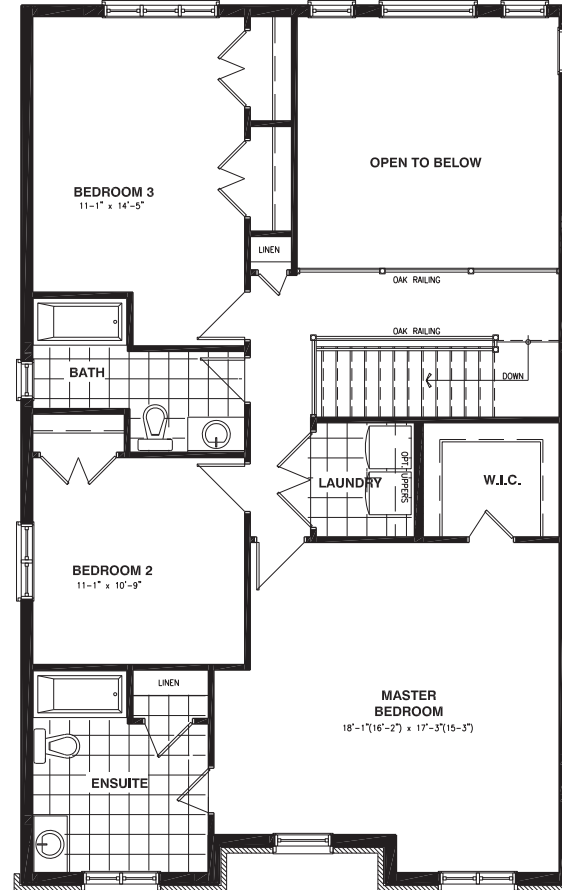 BEDROOM 3
11-1" x 14'-5"
OPEN TO BELOW
LINEN
OAK RAILING
OAK RAILING
DOWN
BATH
LAUNDRY
OPT. UPPERS
W.I.C.
BEDROOM 2
11-1" x 10'-9"
LINEN
MASTER
BEDROOM
18'-1"(16'-2") x 17'-3"(15-3")
ENSUITE